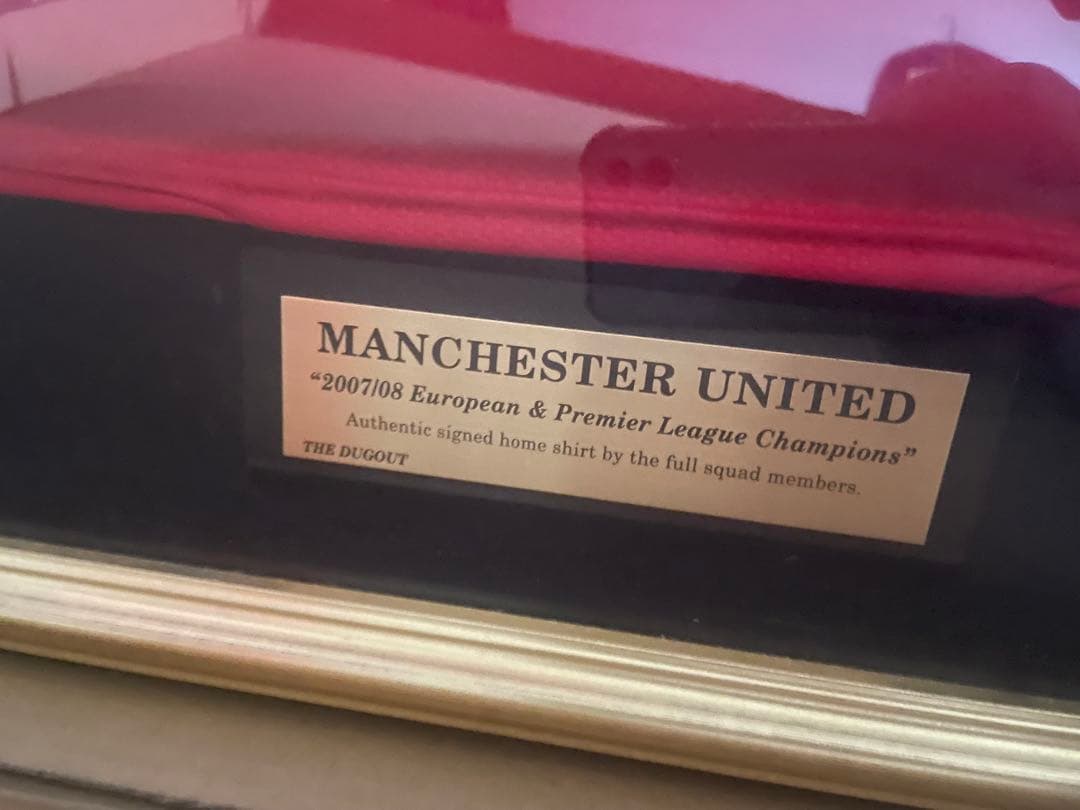 MANCHESTER UNITED
“2007/08 European & Premier League Champions”
Authentic signed home shirt by the full squad members.
THE DUGOUT